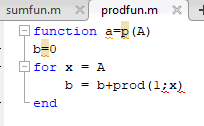 sumfun.m × prodfun.m ×
function a=p(A)
b=0
for x = A
b = b+prod(1;x)
end